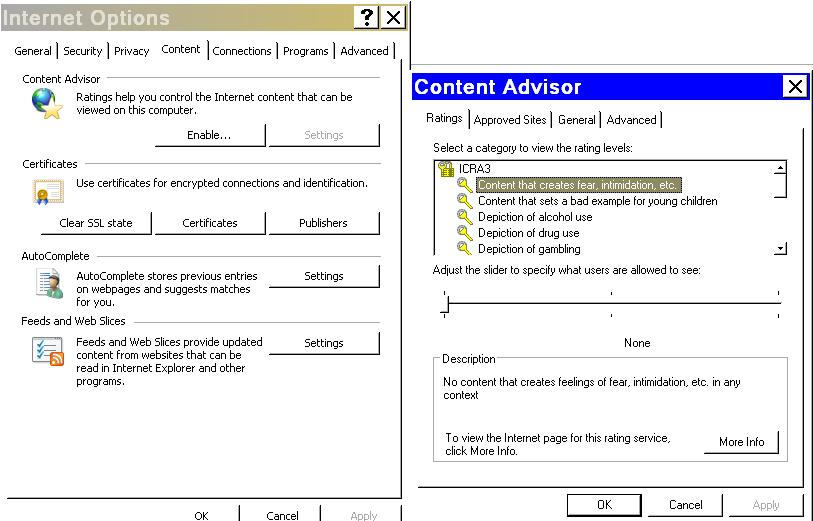 Internet Options
General Security Privacy Content Connections Programs Advanced
Content Advisor
Ratings help you control the Internet content that can be
viewed on this computer.
Enable... Settings
Certificates
Use certificates for encrypted connections and identification.
Clear SSL state Certificates Publishers
AutoComplete
AutoComplete stores previous entries
on webpages and suggests matches
for you.
Settings
Feeds and Web Slices
Feeds and Web Slices provide updated
content from websites that can be
read in Internet Explorer and other
programs.
Settings
OK Cancel Apply
Content Advisor
Ratings Approved Sites General Advanced
Select a category to view the rating levels:
ICRA3
Content that creates fear, intimidation, etc.
Content that sets a bad example for young children
Depiction of alcohol use
Depiction of drug use
Depiction of gambling
Adjust the slider to specify what users are allowed to see:
None
Description
No content that creates feelings of fear, intimidation, etc. in any
context
To view the Internet page for this rating service,
click More Info.
More Info
OK Cancel Apply